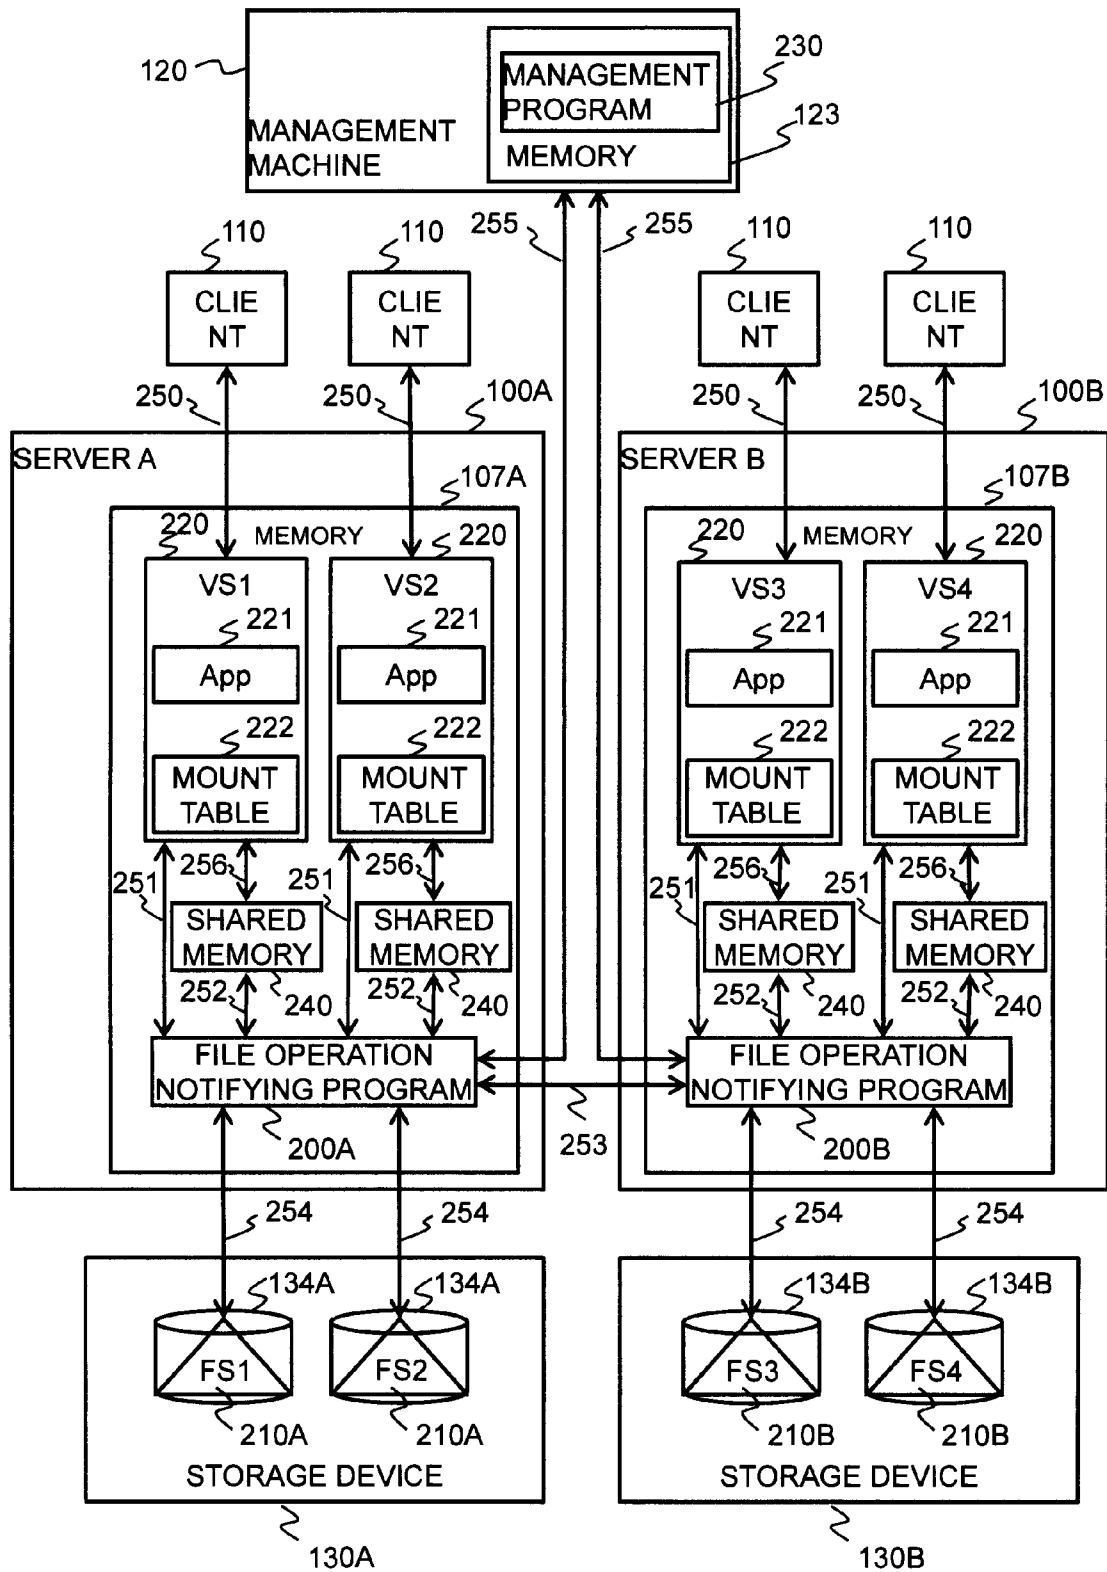 120
MANAGEMENT
MACHINE
MANAGEMENT
PROGRAM
MEMORY
230
123
255
255
110
110
110
110
CLIE
NT
CLIE
NT
CLIE
NT
CLIE
NT
250
250
100A
250
250
100B
SERVER A
SERVER B
107A
107B
220
MEMORY
220
220
MEMORY
220
VS1
VS2
VS3
VS4
221
221
221
221
App
App
App
App
222
222
222
222
MOUNT
TABLE
MOUNT
TABLE
MOUNT
TABLE
MOUNT
TABLE
251
256
251
256
251
256
251
256
SHARED
MEMORY
SHARED
MEMORY
SHARED
MEMORY
SHARED
MEMORY
252
240
252
240
252
240
252
240
FILE OPERATION
NOTIFYING PROGRAM
FILE OPERATION
NOTIFYING PROGRAM
200A
253
200B
254
254
254
254
134A
134A
134B
134B
FS1
FS2
FS3
FS4
210A
210A
210B
210B
STORAGE DEVICE
STORAGE DEVICE
130A
130B